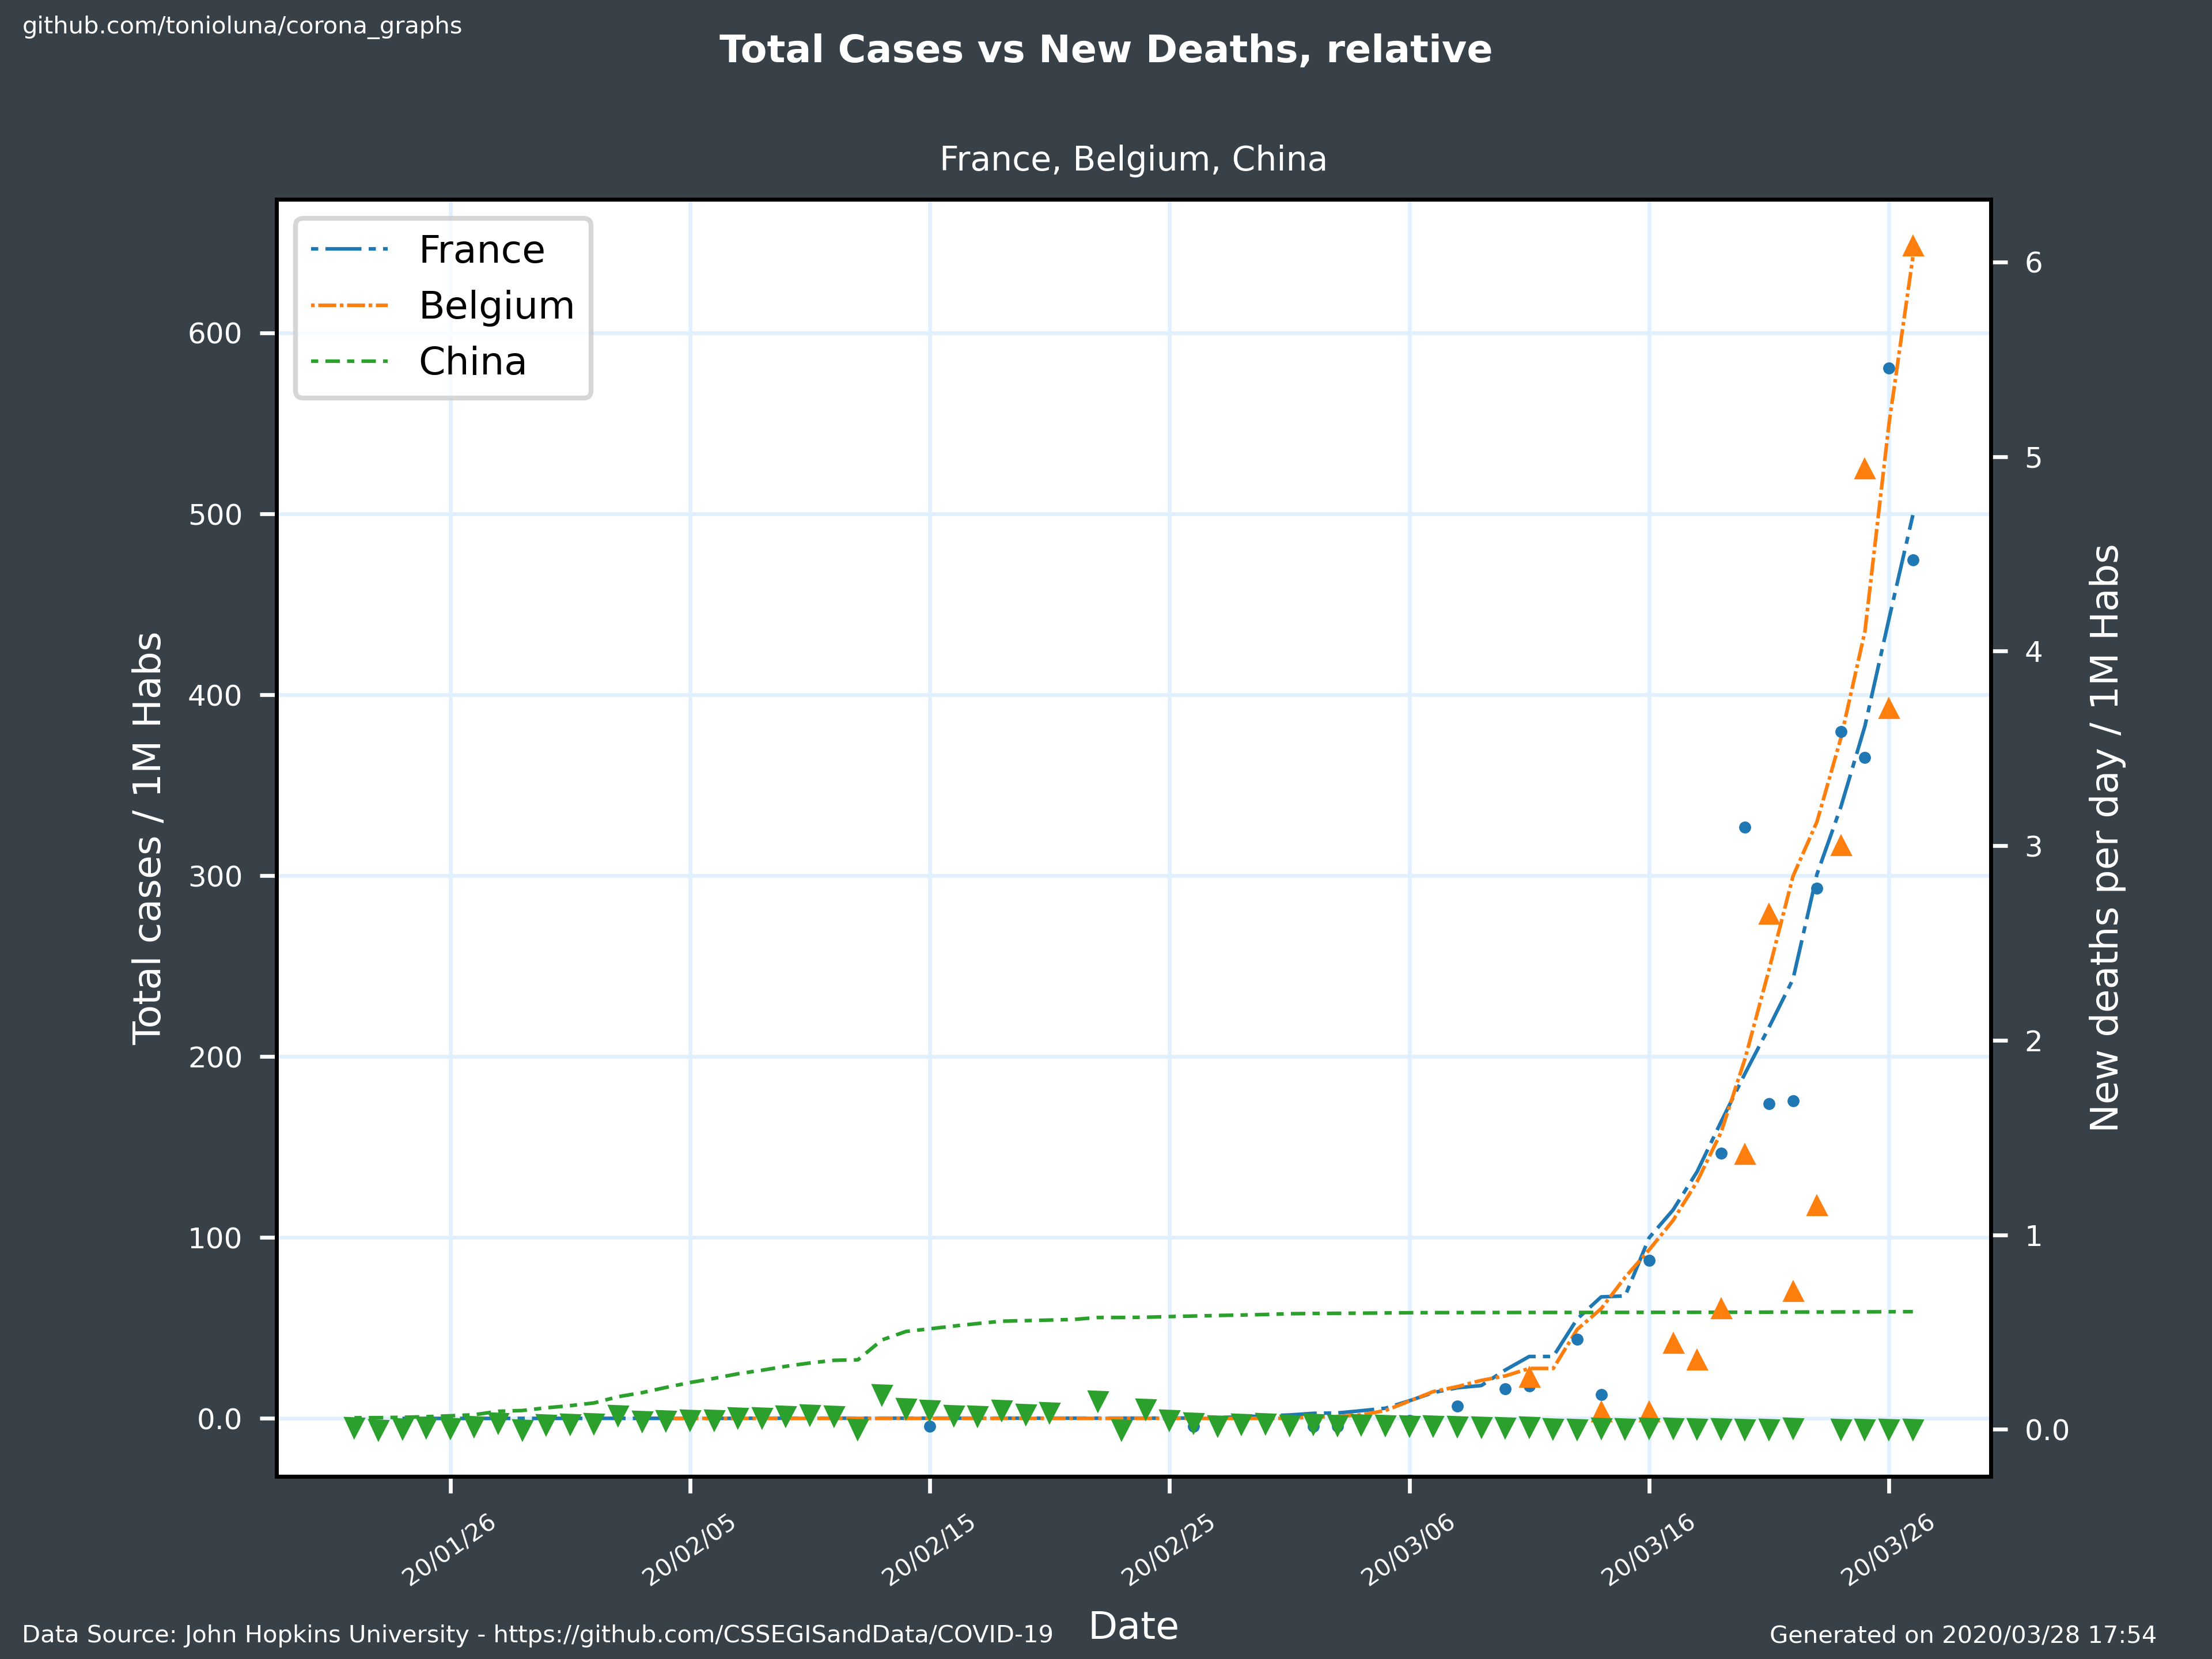 github.com/tonioluna/corona_graphs
Total Cases vs New Deaths, relative
France, Belgium, China
France
Belgium
China
Total cases / 1M Habs
600
500
400
300
200
100
0.0
6
5
4
3
2
1
0.0
New deaths per day / 1M Habs
20/01/26
20/02/05
20/02/15
20/02/25
20/03/06
20/03/16
20/03/26
Date
Data Source: John Hopkins University - https://github.com/CSSEGISandData/COVID-19
Generated on 2020/03/28 17:54